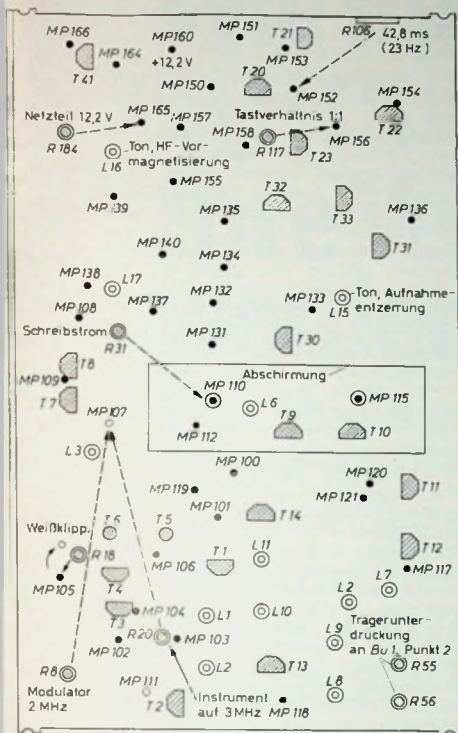 MP166
MP164
T41
MP160
+12,2V
MP151
T21
MP153
R106
42,8 ms
(23 Hz)
MP150
T20
MP152
MP154
Netzteil 12,2 V
MP165
MP157
R184
Tastverhältnis 1:1
MP158
R117
T23
MP156
T22
L16
Ton, HF-Vor-
magnetisierung
MP155
MP139
T32
T33
MP135
MP136
T31
MP140
MP134
MP138
L17
MP108
MP137
MP132
MP133
L15
Ton, Aufnahme-
entzerrung
Schreibstrom
R31
MP131
T30
T8
MP109
T7
Abschirmung
MP110
L6
MP115
MP107
MP112
T9
T10
L3
MP100
MP119
MP120
MP121
T11
MP101
T14
Weißklipp.
T6
T5
R18
MP106
T1
L11
T12
MP117
MP105
T4
L7
L2
T3
MP104
L1
L10
R20
MP103
MP102
L9
Trägerunter-
drückung
an Bu 1, Punkt 2
R8
L2
T13
R55
Modulator
2 MHz
MP111
T2
Instrument
auf 3 MHz
MP118
L8
R56